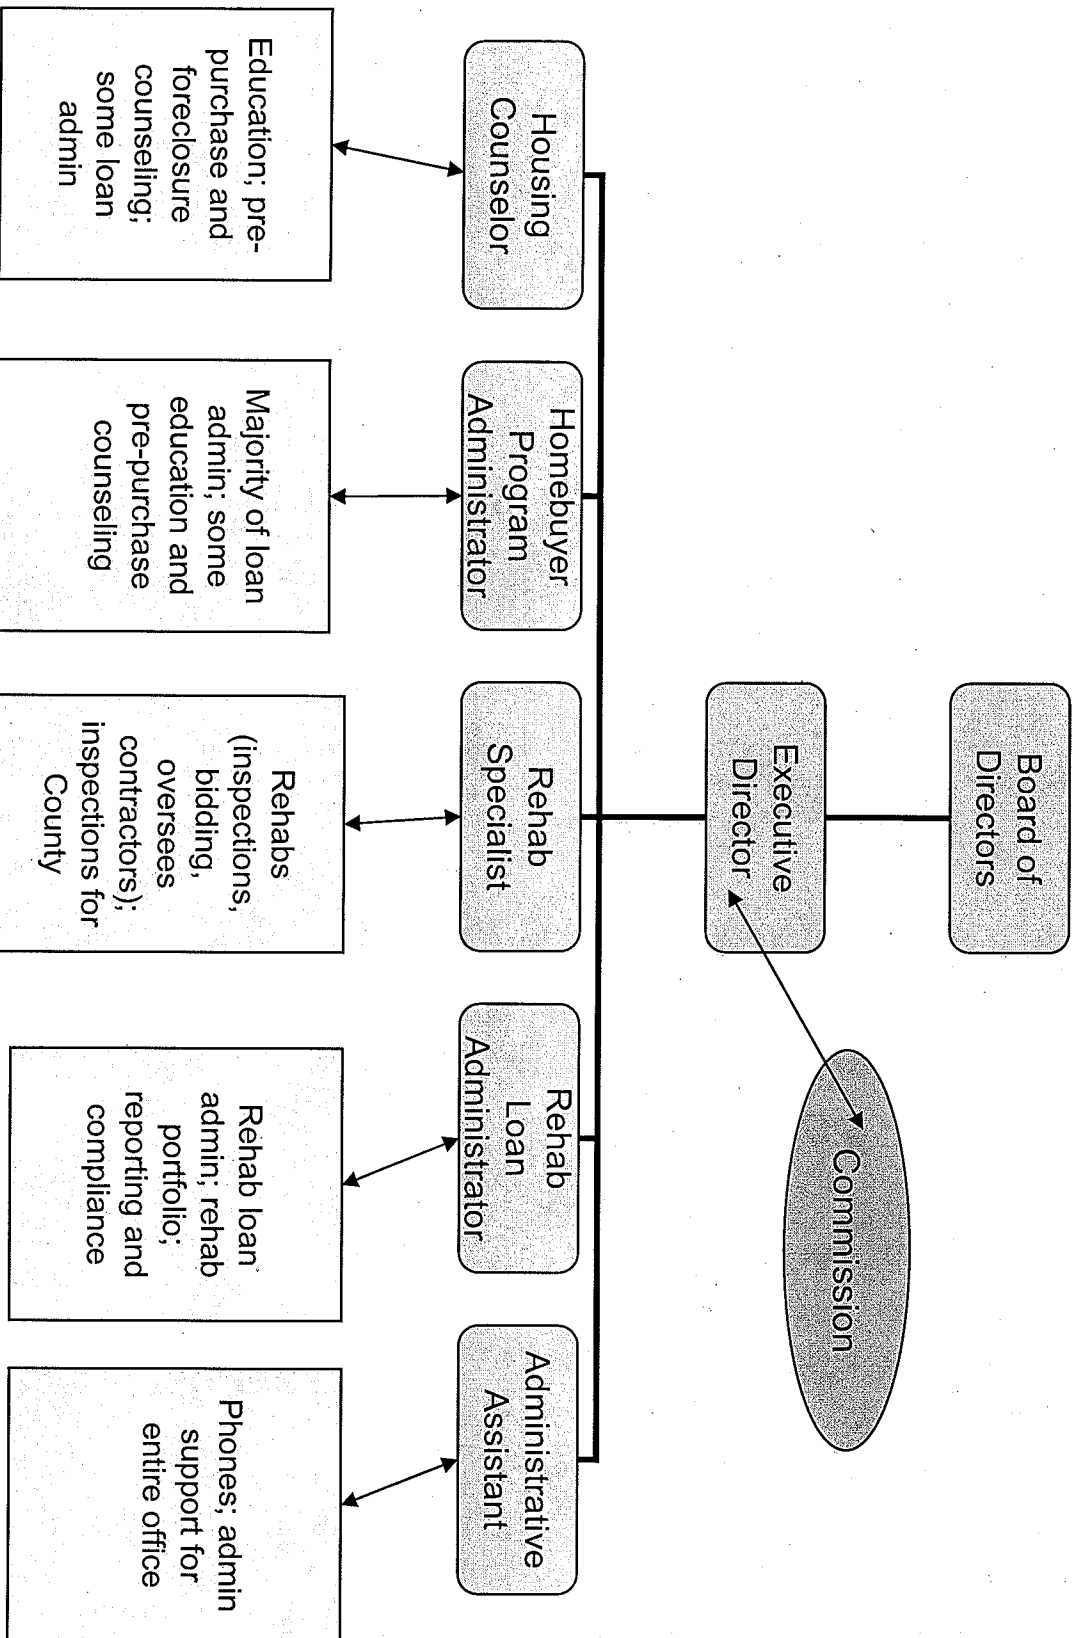 Board of
Directors
Executive
Director
Commission
Housing
Counselor
Homebuyer
Program
Administrator
Rehab
Specialist
Rehab
Loan
Administrator
Administrative
Assistant
Education; pre-
purchase and
foreclosure
counseling;
some loan
admin
Majority of loan
admin; some
education and
pre-purchase
counseling
Rehabs
(inspections,
bidding,
oversees
contractors);
inspections for
County
Rehab loan
admin; rehab
portfolio;
reporting and
compliance
Phones; admin
support for
entire office